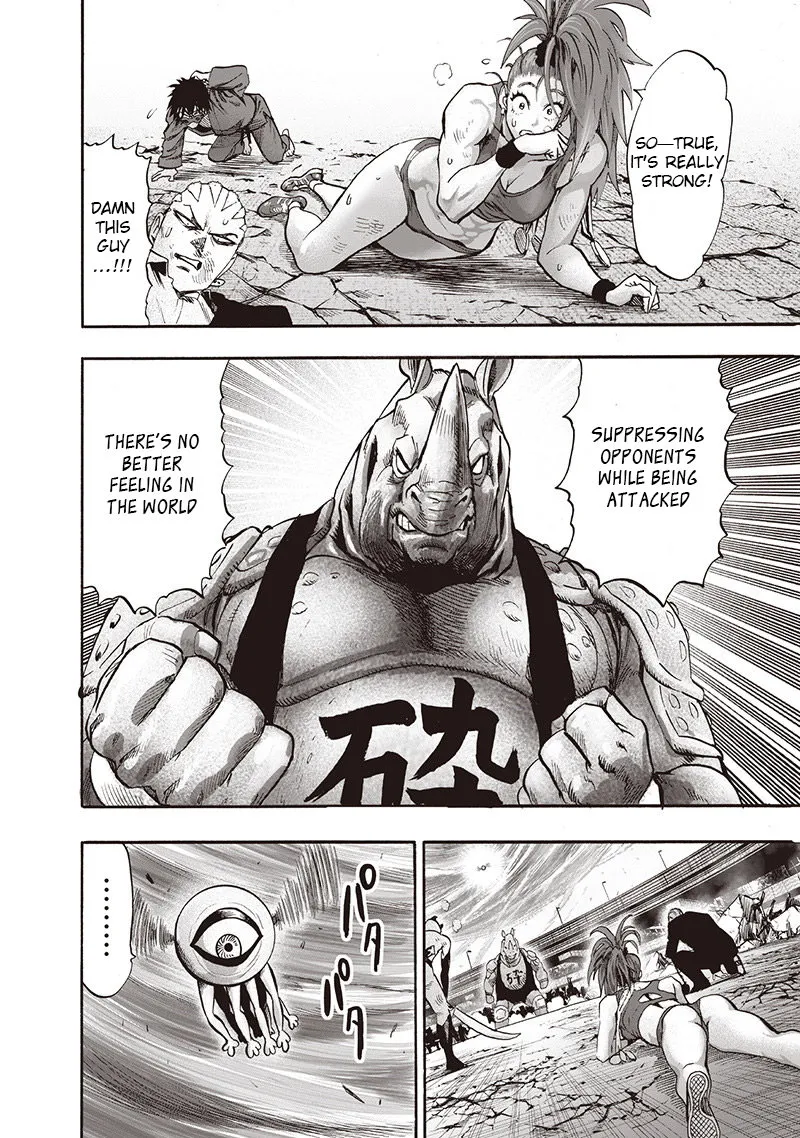 SO—TRUE,
IT'S REALLY
STRONG!
DAMN
THIS
GUY
...!!!
SUPPRESSING
OPPONENTS
WHILE BEING
ATTACKED
THERE'S NO
BETTER
FEELING IN
THE WORLD
砕
砕
パタパタ
........